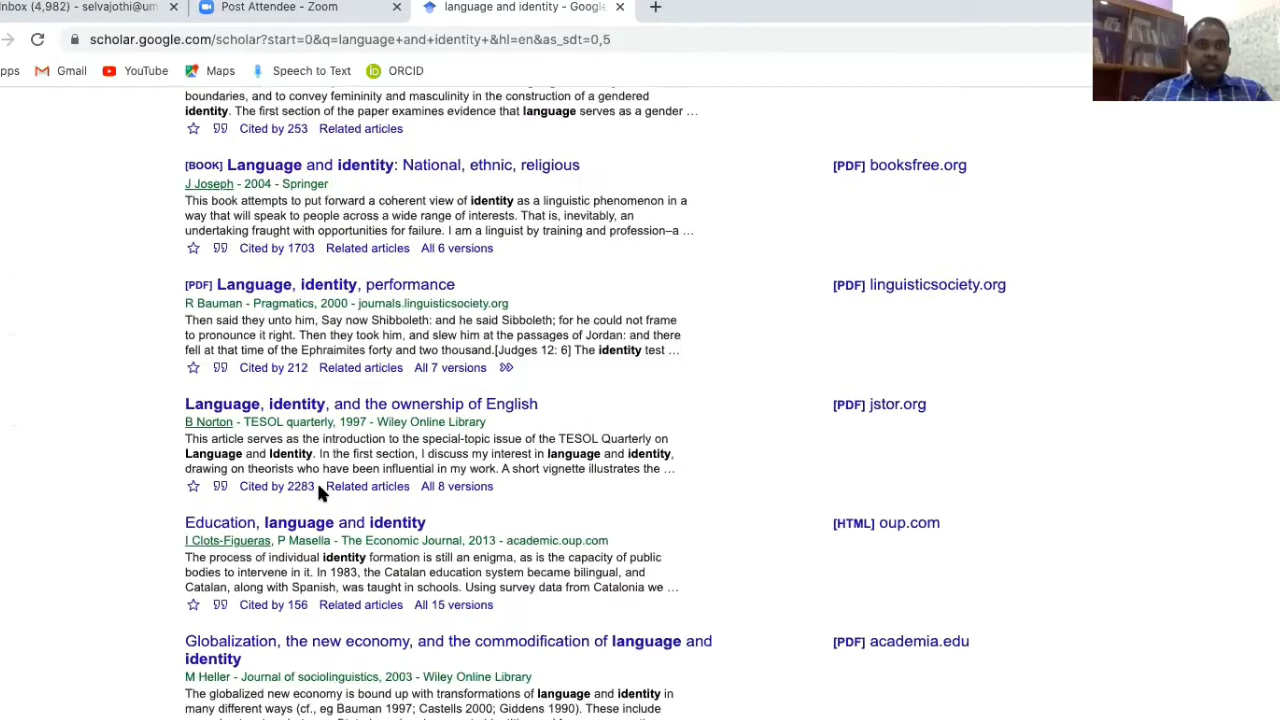 Inbox (4,982) - selvajothi@um
Post Attendee - Zoom
language and identity - Google
scholar.google.com/scholar?start=0&q=language+and+identity+&hl=en&as_sdt=0,5
pps
Gmail
YouTube
Maps
Speech to Text
iD ORCID
boundaries, and to convey femininity and masculinity in the construction of a gendered
identity. The first section of the paper examines evidence that language serves as a gender …
Cited by 253 Related articles
[BOOK] Language and identity: National, ethnic, religious
[PDF] booksfree.org
J Joseph - 2004 - Springer
This book attempts to put forward a coherent view of identity as a linguistic phenomenon in a
way that will speak to people across a wide range of interests. That is, inevitably, an
undertaking fraught with opportunities for failure. I am a linguist by training and profession–a …
Cited by 1703 Related articles All 6 versions
[PDF] Language, identity, performance
[PDF] linguisticsociety.org
R Bauman - Pragmatics, 2000 - journals.linguisticsociety.org
Then said they unto him, Say now Shibboleth: and he said Sibboleth; for he could not frame
to pronounce it right. Then they took him, and slew him at the passages of Jordan: and there
fell at that time of the Ephraimites forty and two thousand.[Judges 12: 6] The identity test …
Cited by 212 Related articles All 7 versions
Language, identity, and the ownership of English
[PDF] jstor.org
B Norton - TESOL quarterly, 1997 - Wiley Online Library
This article serves as the introduction to the special-topic issue of the TESOL Quarterly on
Language and Identity. In the first section, I discuss my interest in language and identity,
drawing on theorists who have been influential in my work. A short vignette illustrates the …
Cited by 2283 Related articles All 8 versions
Education, language and identity
[HTML] oup.com
I Clots-Figueras, P Masella - The Economic Journal, 2013 - academic.oup.com
The process of individual identity formation is still an enigma, as is the capacity of public
bodies to intervene in it. In 1983, the Catalan education system became bilingual, and
Catalan, along with Spanish, was taught in schools. Using survey data from Catalonia we …
Cited by 156 Related articles All 15 versions
Globalization, the new economy, and the commodification of language and
identity
[PDF] academia.edu
M Heller - Journal of sociolinguistics, 2003 - Wiley Online Library
The globalized new economy is bound up with transformations of language and identity in
many different ways (cf., eg Bauman 1997; Castells 2000; Giddens 1990). These include